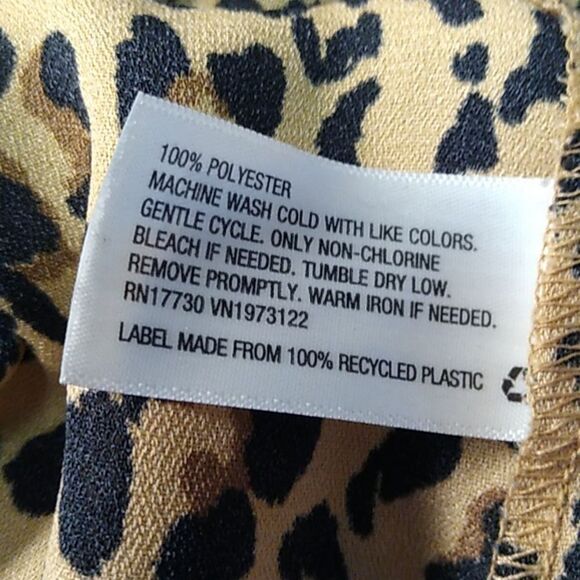 100% POLYESTER
MACHINE WASH COLD WITH LIKE COLORS.
GENTLE CYCLE. ONLY NON-CHLORINE
BLEACH IF NEEDED. TUMBLE DRY LOW.
REMOVE PROMPTLY. WARM IRON IF NEEDED.
RN17730 VN1973122
LABEL MADE FROM 100% RECYCLED PLASTIC